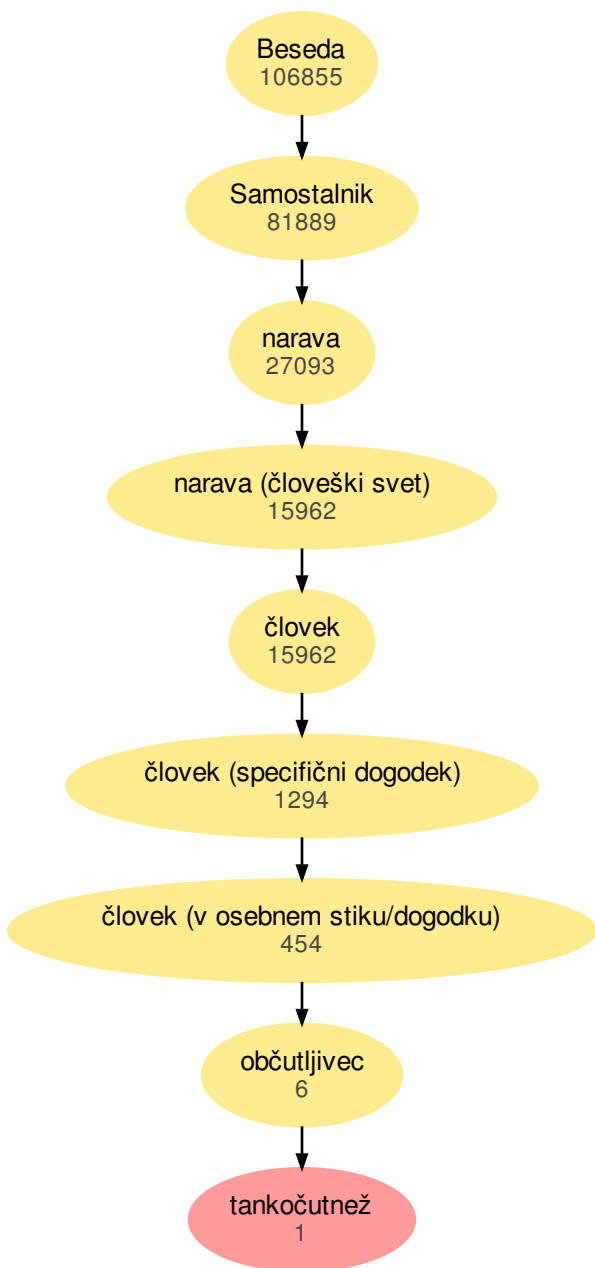 Beseda
106855
Samostalnik
81889
narava
27093
narava (človeški svet)
15962
človek
15962
človek (specifični dogodek)
1294
človek (v osebnem stiku/dogodku)
454
občutljivec
6
tankočutnež
1